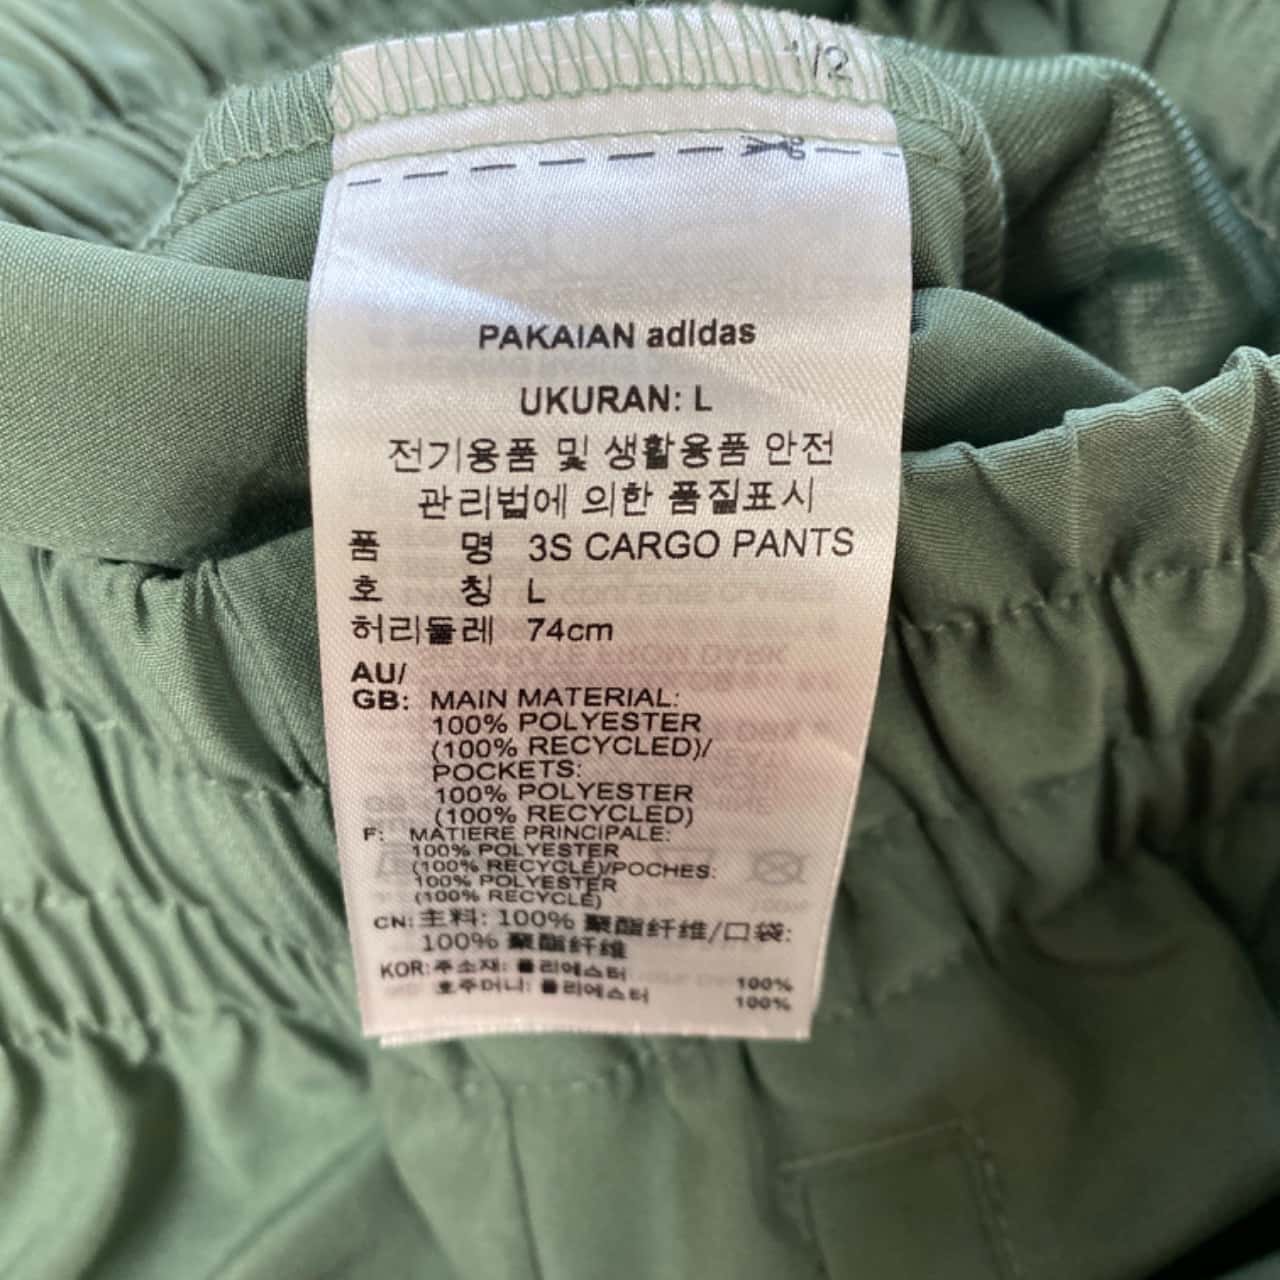 1/2
PAKAIAN adidas
UKURAN: L
전기용품 및 생활용품 안전
관리법에 의한 품질표시
품 명 3S CARGO PANTS
호 칭 L
허리둘레 74cm
AU/
GB: MAIN MATERIAL:
100% POLYESTER
(100% RECYCLED)/
POCKETS:
100% POLYESTER
(100% RECYCLED)
F: MATIERE PRINCIPALE:
100% POLYESTER
(100% RECYCLÉ)/POCHES:
100% POLYESTER
(100% RECYCLÉ)
CN: 主料: 100% 聚酯纤维/口袋:
100% 聚酯纤维
KOR: 주소재: 폴리에스터 100%
호주머니: 폴리에스터 100%